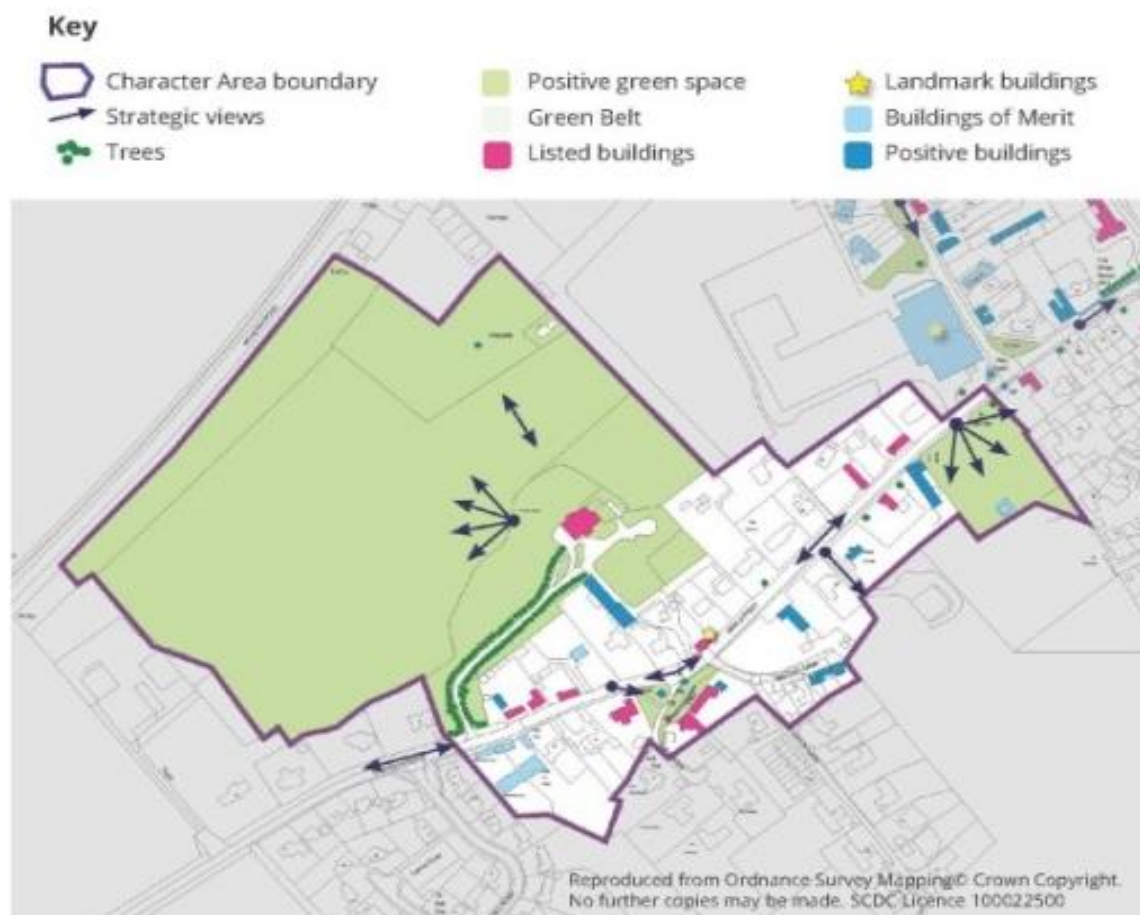 Key
Character Area boundary
Strategic views
Trees
Positive green space
Green Belt
Listed buildings
Landmark buildings
Buildings of Merit
Positive buildings
Reproduced from Ordnance Survey Mapping© Crown Copyright.
No further copies may be made. SCDC Licence 100022500